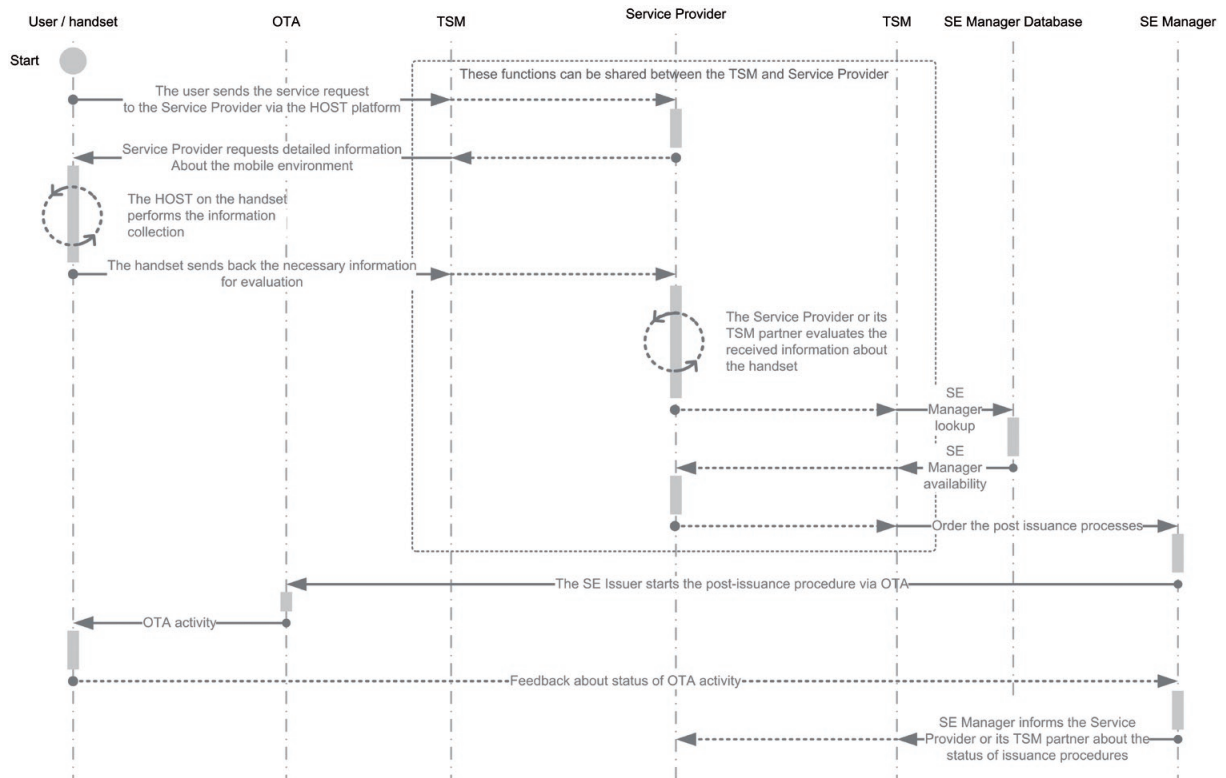 User / handset
OTA
TSM
Service Provider
TSM
SE Manager Database
SE Manager
Start
These functions can be shared between the TSM and Service Provider
The user sends the service request
to the Service Provider via the HOST platform
Service Provider requests detailed information
About the mobile environment
The HOST on the handset
performs the information
collection
The handset sends back the necessary information
for evaluation
The Service Provider or its
TSM partner evaluates the
received information about
the handset
SE
Manager
lookup
SE
Manager
availability
Order the post issuance processes
The SE Issuer starts the post-issuance procedure via OTA
OTA activity
Feedback about status of OTA activity
SE Manager informs the Service
Provider or its TSM partner about the
status of issuance procedures